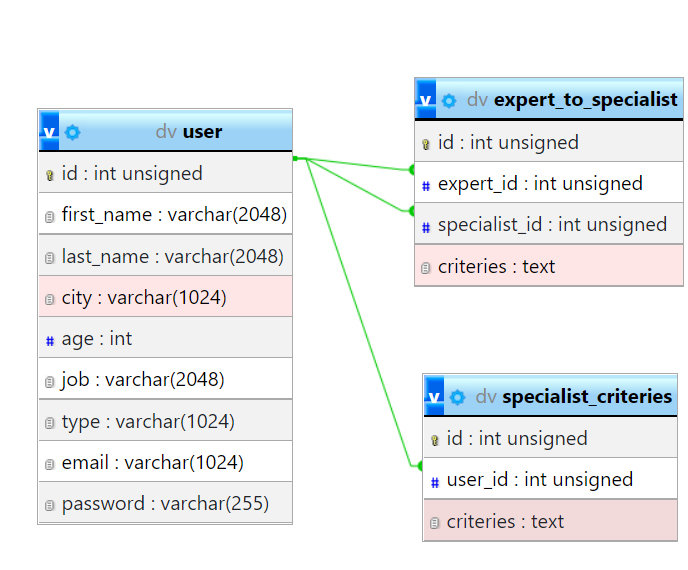 v dv user
id : int unsigned
first_name : varchar(2048)
last_name : varchar(2048)
city : varchar(1024)
# age : int
job : varchar(2048)
type : varchar(1024)
email : varchar(1024)
password : varchar(255)
v dv expert_to_specialist
id : int unsigned
# expert_id : int unsigned
# specialist_id : int unsigned
criteries : text
v dv specialist_criteries
id : int unsigned
# user_id : int unsigned
criteries : text